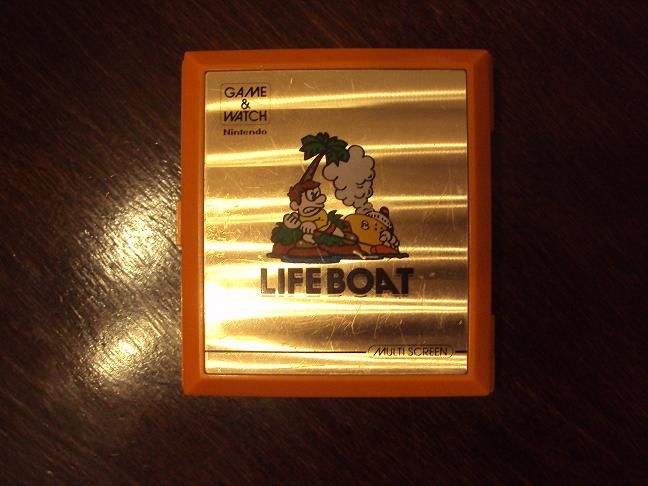 GAME
&
WATCH
Nintendo
LIFEBOAT
MULTI SCREEN